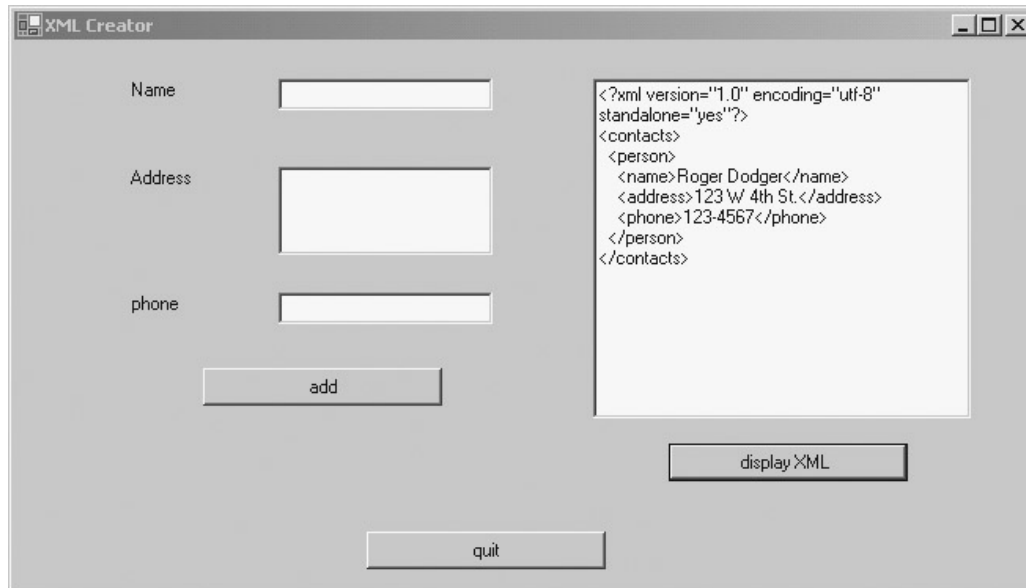 XML Creator
Name
Address
phone
add
<?xml version="1.0" encoding="utf-8"
standalone="yes"?>
<contacts>
  <person>
    <name>Roger Dodger</name>
    <address>123 W 4th St.</address>
    <phone>123-4567</phone>
  </person>
</contacts>
display XML
quit